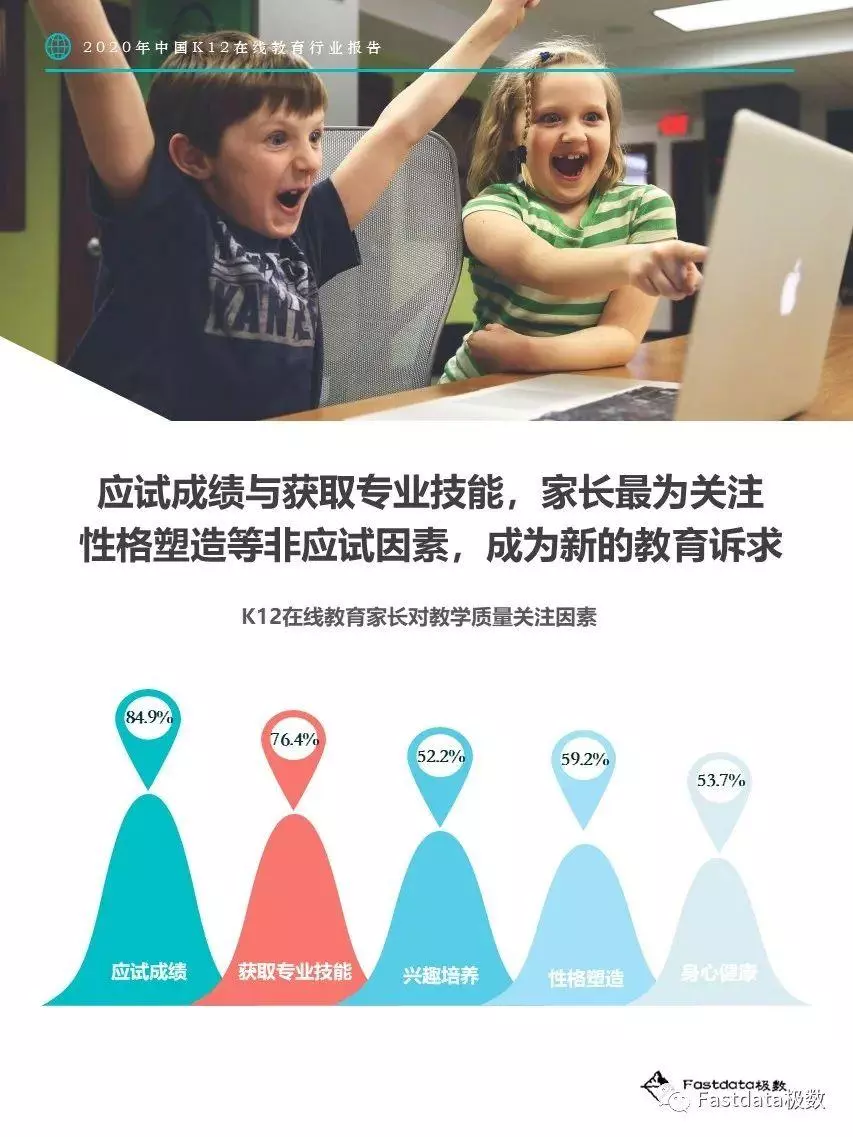 2020年中国K12在线教育行业报告
应试成绩与获取专业技能，家长最为关注
性格塑造等非应试因素，成为新的教育诉求
K12在线教育家长对教学质量关注因素
84.9%
76.4%
52.2%
59.2%
53.7%
应试成绩
获取专业技能
兴趣培养
性格塑造
身心健康
Fastdata极数
Fastdata极数